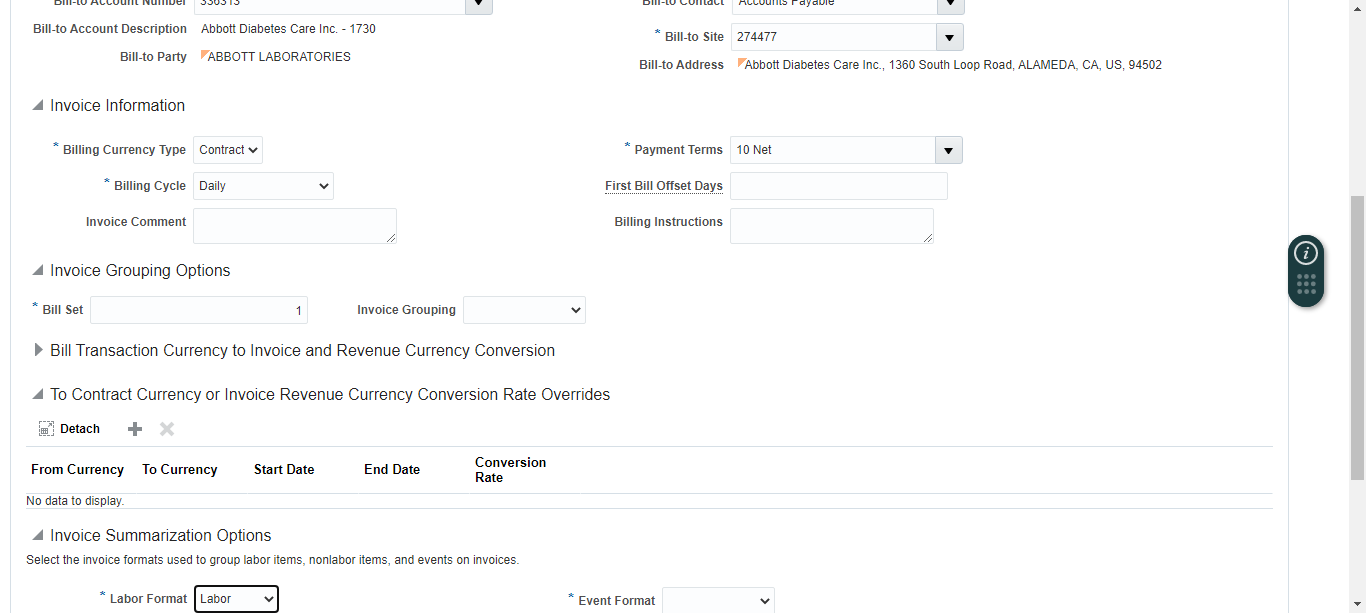 Bill-to Account Number 336313 Bill-to Contact Accounts Payable
Bill-to Account Description Abbott Diabetes Care Inc. - 1730
* Bill-to Site 274477
Bill-to Party ABBOTT LABORATORIES
Bill-to Address Abbott Diabetes Care Inc., 1360 South Loop Road, ALAMEDA, CA, US, 94502
Invoice Information
* Billing Currency Type Contract * Payment Terms 10 Net
* Billing Cycle Daily First Bill Offset Days
Invoice Comment Billing Instructions
Invoice Grouping Options
* Bill Set 1 Invoice Grouping
Bill Transaction Currency to Invoice and Revenue Currency Conversion
To Contract Currency or Invoice Revenue Currency Conversion Rate Overrides
Detach
From Currency To Currency Start Date End Date Conversion Rate
No data to display.
Invoice Summarization Options
Select the invoice formats used to group labor items, nonlabor items, and events on invoices.
* Labor Format Labor * Event Format